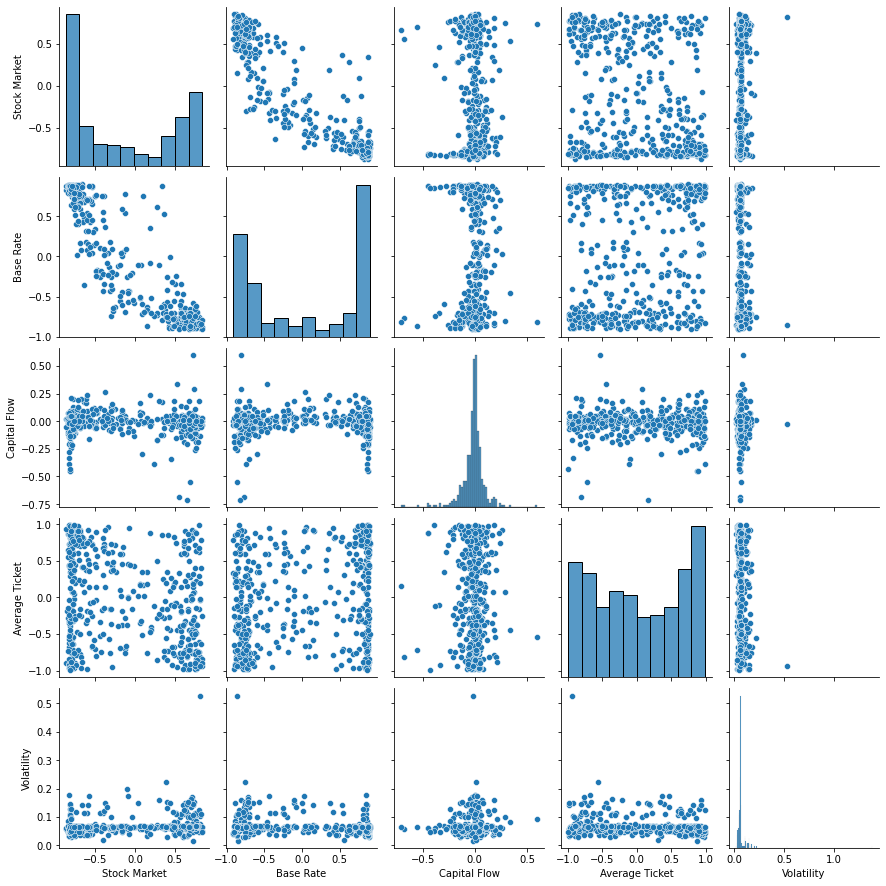 Stock Market
0.5
0.0
−0.5
Base Rate
0.5
0.0
−0.5
−1.0
Capital Flow
0.50
0.25
0.00
−0.25
−0.50
−0.75
Average Ticket
1.0
0.5
0.0
−0.5
−1.0
Volatility
0.5
0.4
0.3
0.2
0.1
0.0
−0.5 0.0 0.5
Stock Market
−1.0 −0.5 0.0 0.5
Base Rate
−0.5 0.0 0.5
Capital Flow
−1.0 −0.5 0.0 0.5 1.0
Average Ticket
0.0 0.5 1.0
Volatility